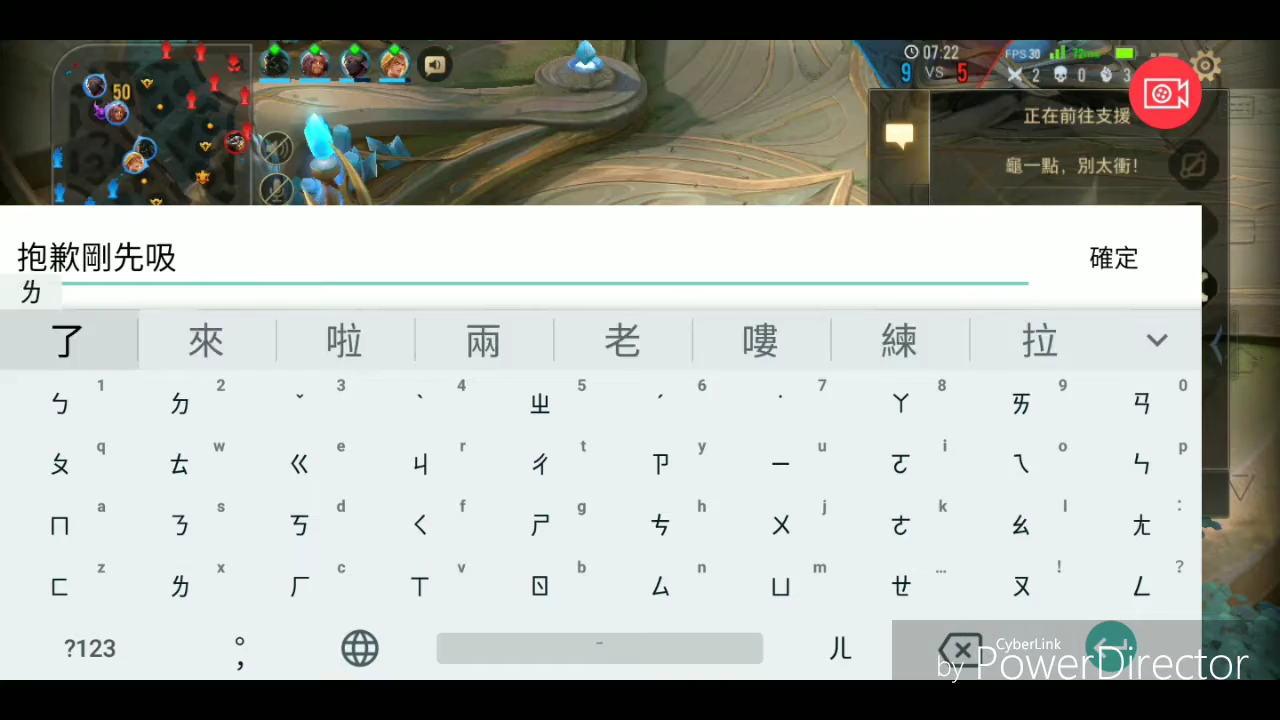 50
07:22
FPS30 72ms
9 VS 5
2 0 3
正在前往支援
龜一點，別太衝！
抱歉剛先吸
確定
ㄌ
了 來 啦 兩 老 嘍 練 拉
1 2 3 4 5 6 7 8 9 0
ㄅ ㄉ ˇ ˋ ㄓ ˊ ˙ ㄚ ㄞ ㄢ
q w e r t y u i o p
ㄆ ㄊ ㄍ ㄐ ㄔ ㄗ ㄧ ㄛ ㄟ ㄣ
a s d f g h j k l :
ㄇ ㄋ ㄎ ㄑ ㄕ ㄘ ㄨ ㄜ ㄠ ㄤ
z x c v b n m … ! ?
ㄈ ㄌ ㄏ ㄒ ㄖ ㄙ ㄩ ㄝ ㄡ ㄥ
?123 ° , ㄦ
CyberLink
by PowerDirector